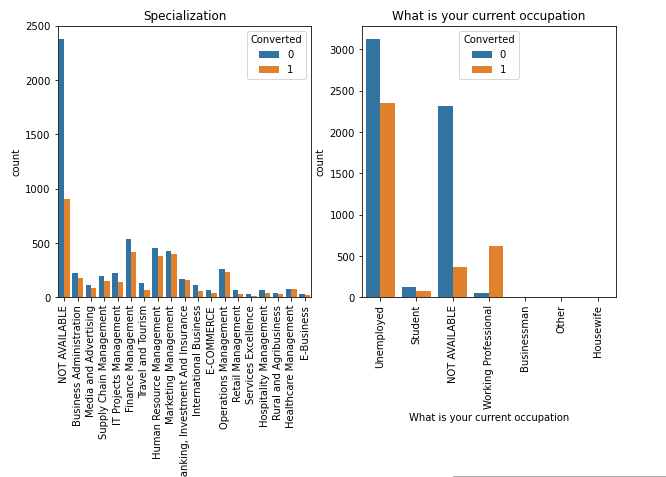 Specialization
Converted
0
1
2500
2000
1500
1000
500
0
count
NOT AVAILABLE
Business Administration
Media and Advertising
Supply Chain Management
IT Projects Management
Finance Management
Travel and Tourism
Human Resource Management
Marketing Management
anking, Investment And Insurance
International Business
E-COMMERCE
Operations Management
Retail Management
Services Excellence
Hospitality Management
Rural and Agribusiness
Healthcare Management
E-Business
What is your current occupation
Converted
0
1
3000
2500
2000
1500
1000
500
0
count
Unemployed
Student
NOT AVAILABLE
Working Professional
Businessman
Other
Housewife
What is your current occupation